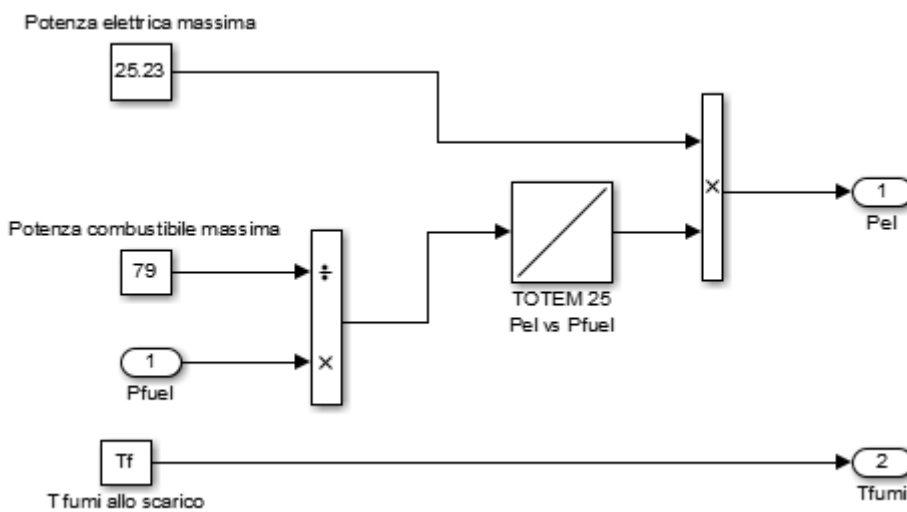 Potenza elettrica massima
25.23
×
1
Pel
Potenza combustibile massima
79
÷
×
TOTEM 25
Pel vs Pfuel
1
Pfuel
Tf
T fumi allo scarico
2
Tfumi